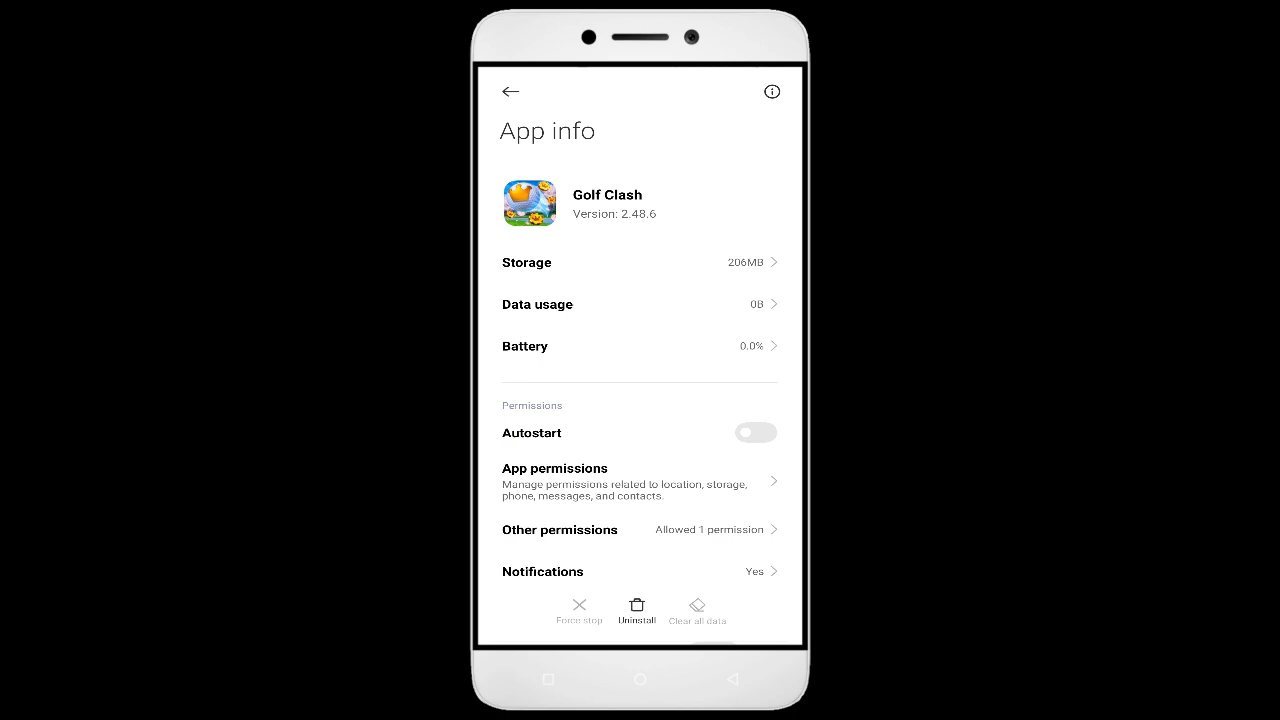 App info
Golf Clash
Version: 2.48.6
Storage 206MB
Data usage 0B
Battery 0.0%
Permissions
Autostart
App permissions
Manage permissions related to location, storage,
phone, messages, and contacts.
Other permissions Allowed 1 permission
Notifications Yes
Force stop Uninstall Clear all data